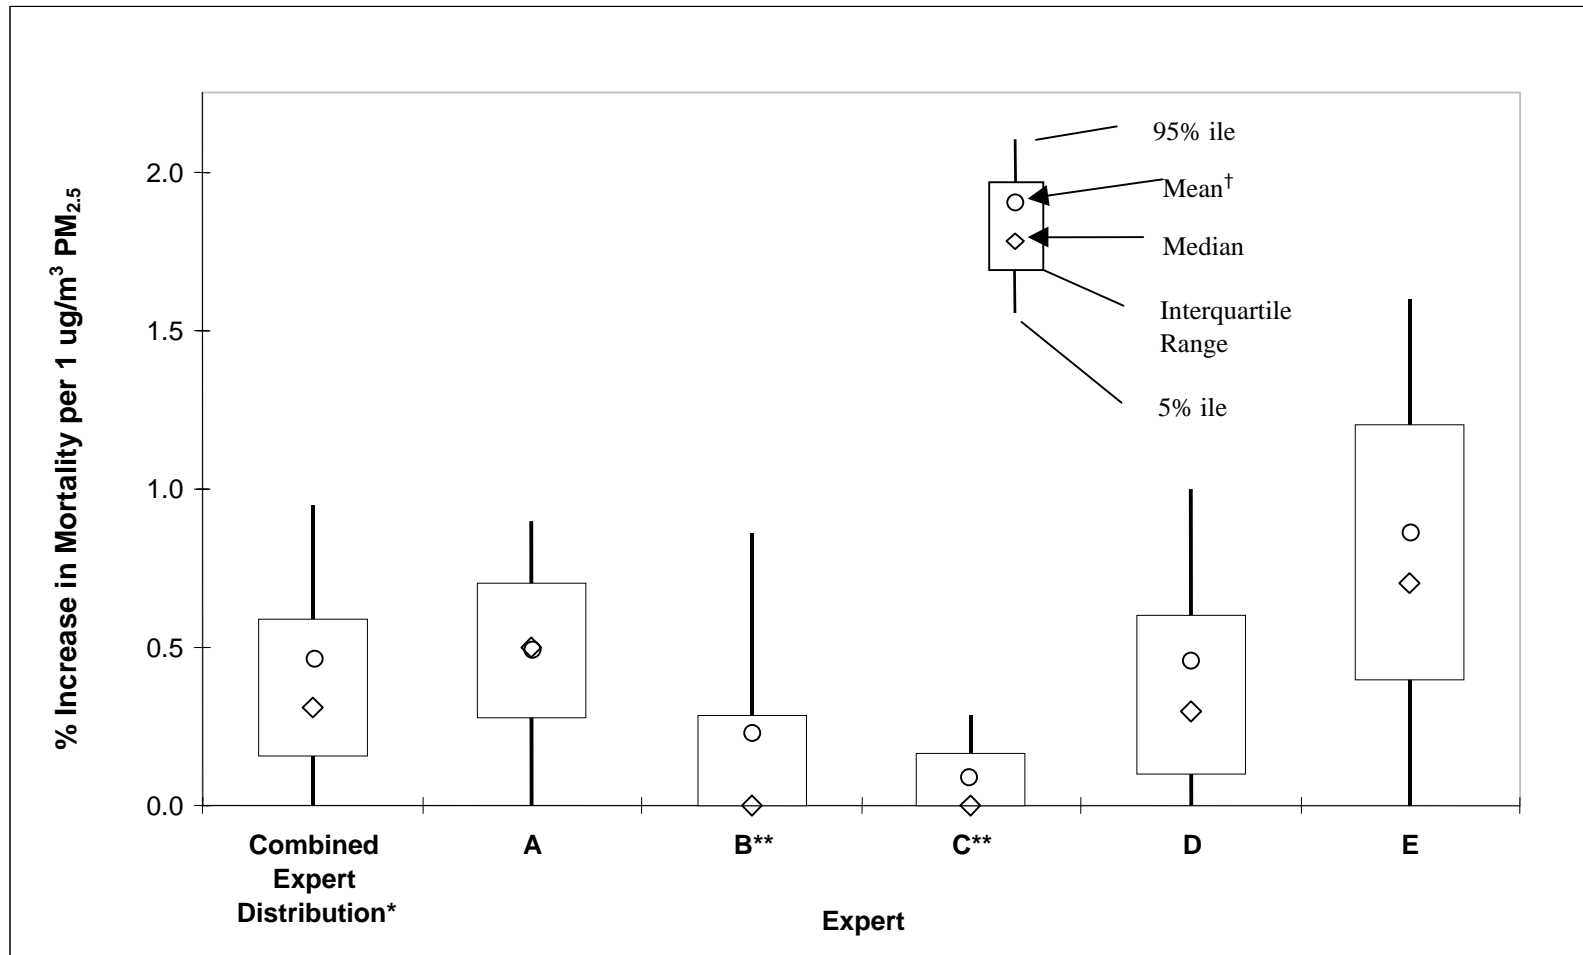 % Increase in Mortality per 1 ug/m³ PM₂.₅
2.0
1.5
1.0
0.5
0.0
95% ile
Mean†
Median
Interquartile
Range
5% ile
Combined
Expert
Distribution*
A
B**
C**
D
E
Expert